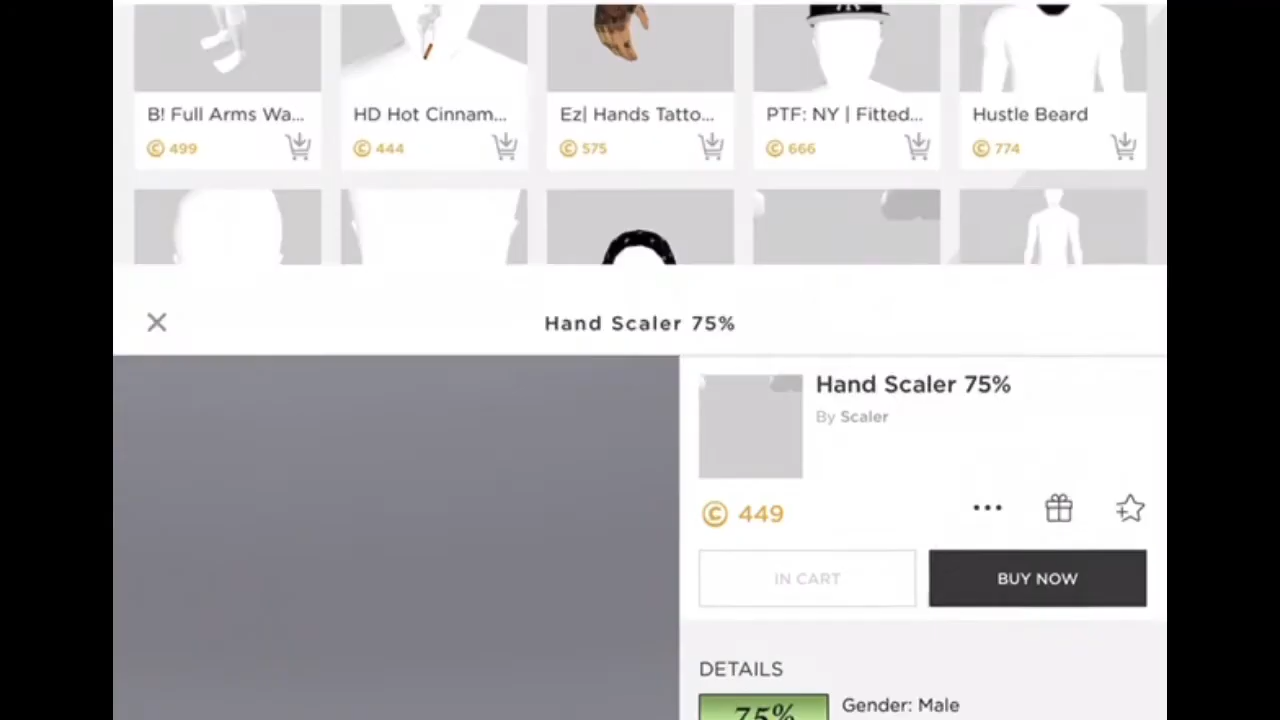 B! Full Arms Wa...
HD Hot Cinnam...
Ez| Hands Tatto...
PTF: NY | Fitted...
Hustle Beard
© 499
© 444
© 575
© 666
© 774
Hand Scaler 75%
Hand Scaler 75%
By Scaler
© 449
IN CART
BUY NOW
DETAILS
75%
Gender: Male